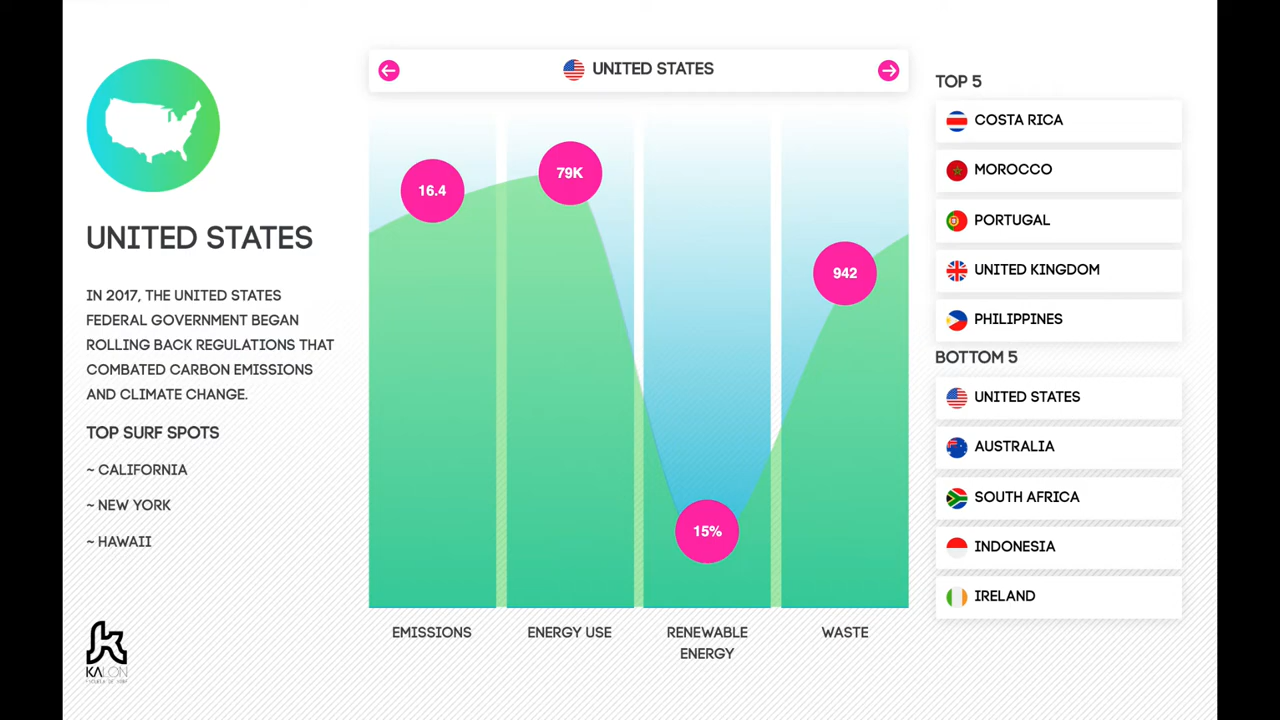 UNITED STATES
IN 2017, THE UNITED STATES
FEDERAL GOVERNMENT BEGAN
ROLLING BACK REGULATIONS THAT
COMBATED CARBON EMISSIONS
AND CLIMATE CHANGE.
TOP SURF SPOTS
~ CALIFORNIA
~ NEW YORK
~ HAWAII
KALON
UNITED STATES
16.4
79K
15%
942
EMISSIONS
ENERGY USE
RENEWABLE
ENERGY
WASTE
TOP 5
COSTA RICA
MOROCCO
PORTUGAL
UNITED KINGDOM
PHILIPPINES
BOTTOM 5
UNITED STATES
AUSTRALIA
SOUTH AFRICA
INDONESIA
IRELAND